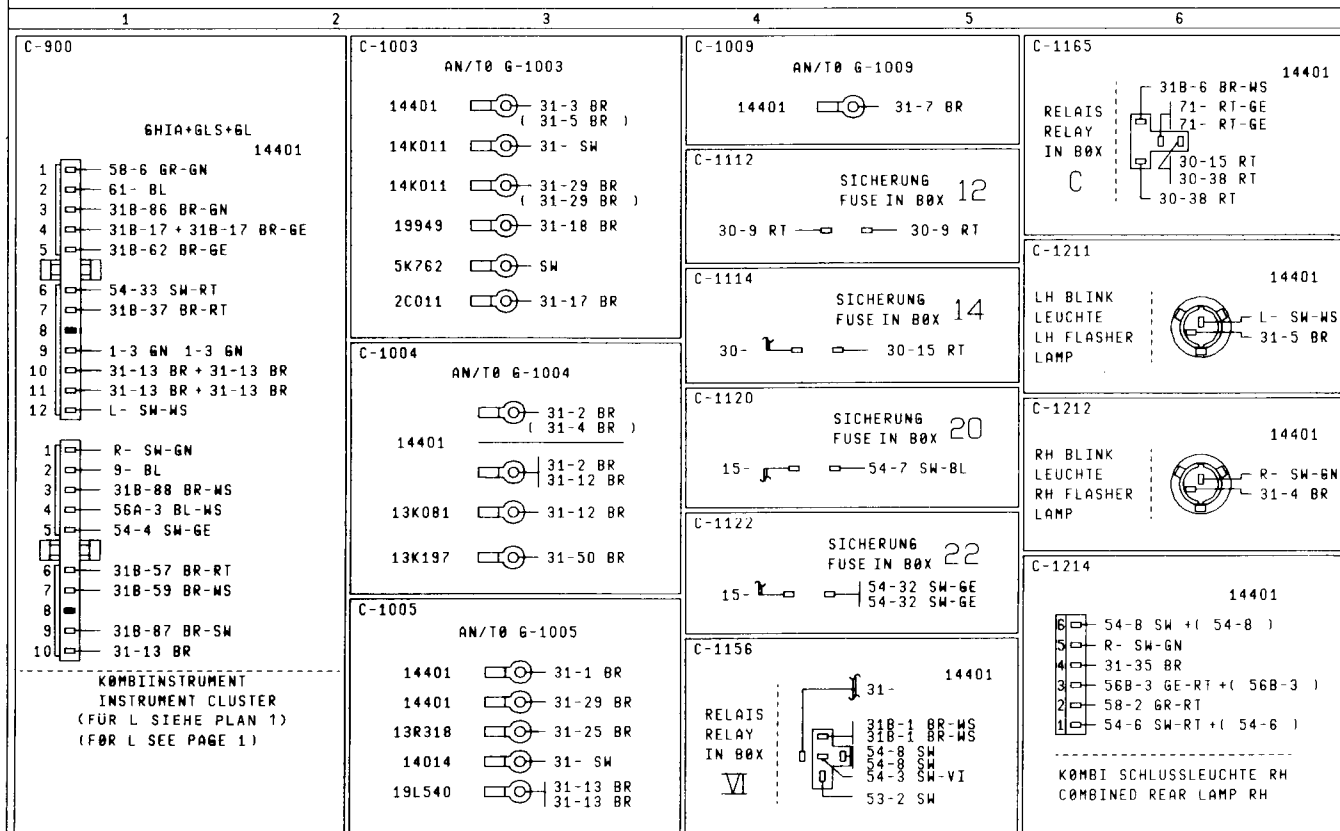 1 2 3 4 5 6
C-900
GHIA+GLS+GL
14401
1 58-6 GR-GN
2 61- BL
3 31B-86 BR-GN
4 31B-17 + 31B-17 BR-GE
5 31B-62 BR-GE
6 54-33 SW-RT
7 31B-37 BR-RT
8
9 1-3 GN 1-3 GN
10 31-13 BR + 31-13 BR
11 31-13 BR + 31-13 BR
12 L- SW-WS
1 R- SW-GN
2 9- BL
3 31B-88 BR-WS
4 56A-3 BL-WS
5 54-4 SW-GE
6 31B-57 BR-RT
7 31B-59 BR-WS
8
9 31B-87 BR-SW
10 31-13 BR
KØMBIINSTRUMENT
INSTRUMENT CLUSTER
(FÜR L SIEHE PLAN 1)
(FØR L SEE PAGE 1)
C-1003
AN/TØ G-1003
14401 31-3 BR
( 31-5 BR )
14K011 31- SW
14K011 31-29 BR
( 31-29 BR )
19949 31-18 BR
5K762 SW
2C011 31-17 BR
C-1004
AN/TØ G-1004
31-2 BR
( 31-4 BR )
14401
31-2 BR
31-12 BR
13K081 31-12 BR
13K197 31-50 BR
C-1005
AN/TØ G-1005
14401 31-1 BR
14401 31-29 BR
13R318 31-25 BR
14014 31- SW
19L540 31-13 BR
31-13 BR
C-1009
AN/TØ G-1009
14401 31-7 BR
C-1112
SICHERUNG
FUSE IN BØX 12
30-9 RT 30-9 RT
C-1114
SICHERUNG
FUSE IN BØX 14
30- 30-15 RT
C-1120
SICHERUNG
FUSE IN BØX 20
15- 54-7 SW-BL
C-1122
SICHERUNG
FUSE IN BØX 22
15- 54-32 SW-GE
54-32 SW-GE
C-1156
14401
31-
RELAIS
RELAY
IN BØX
VI
31B-1 BR-WS
31B-1 BR-WS
54-8 SW
54-8 SW
54-3 SW-VI
53-2 SW
C-1165
14401
RELAIS
RELAY
IN BØX
C
31B-6 BR-WS
71- RT-GE
71- RT-GE
30-15 RT
30-38 RT
30-38 RT
C-1211
14401
LH BLINK
LEUCHTE
LH FLASHER
LAMP
L- SW-WS
31-5 BR
C-1212
14401
RH BLINK
LEUCHTE
RH FLASHER
LAMP
R- SW-GN
31-4 BR
C-1214
14401
6 54-8 SW +( 54-8 )
5 R- SW-GN
4 31-35 BR
3 56B-3 GE-RT +( 56B-3 )
2 58-2 GR-RT
1 54-6 SW-RT +( 54-6 )
KØMBI SCHLUSSLEUCHTE RH
CØMBINED REAR LAMP RH